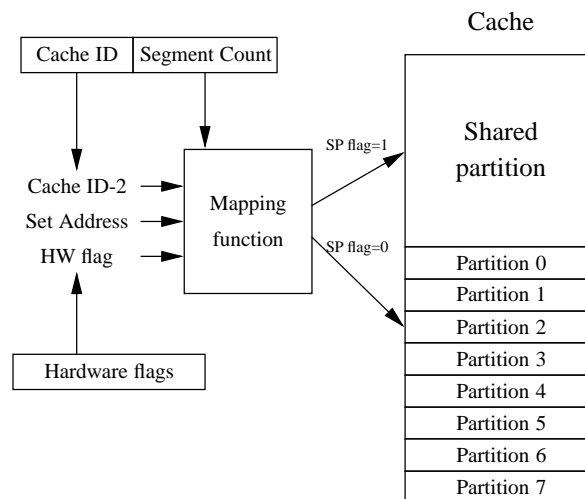 Cache
Cache ID
Segment Count
SP flag=1
Shared
partition
Cache ID-2
Set Address
HW flag
Mapping
function
SP flag=0
Partition 0
Partition 1
Partition 2
Partition 3
Partition 4
Partition 5
Partition 6
Partition 7
Hardware flags